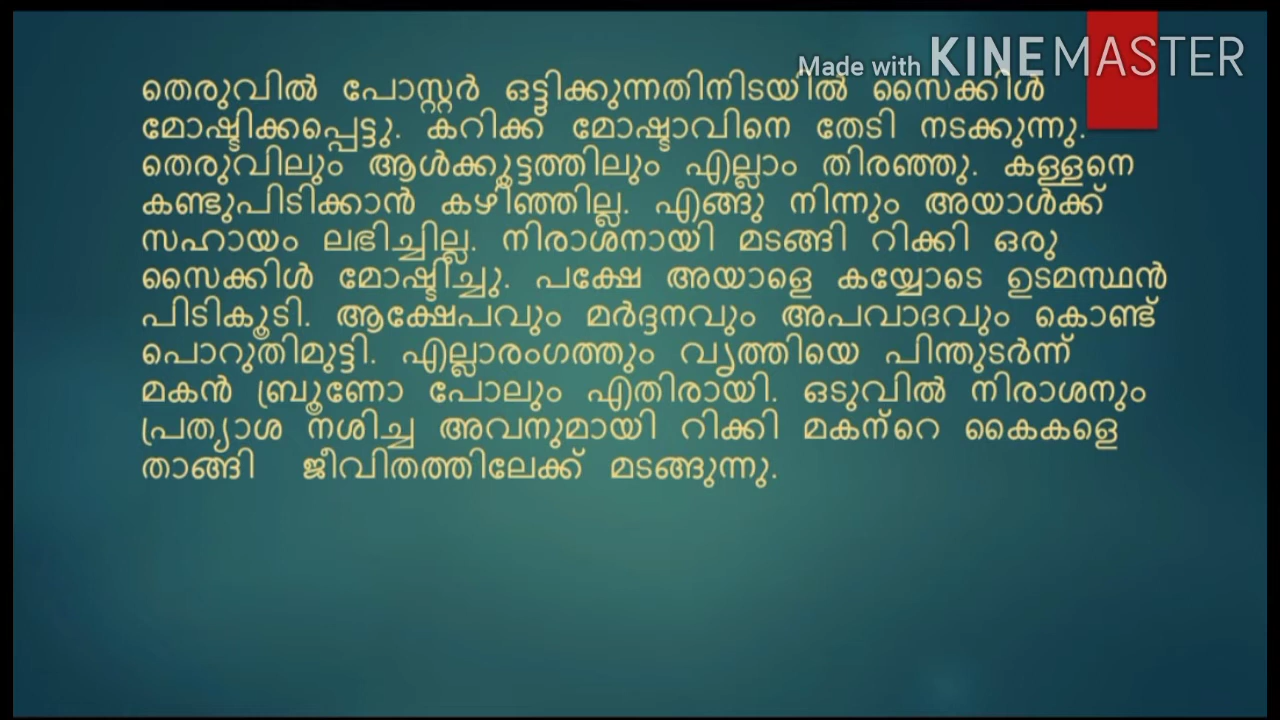 Made with KINEMASTER
തെരുവിൽ പോസ്റ്റർ ഒട്ടിക്കുന്നതിനിടയിൽ സൈക്കിൾ
മോഷ്ടിക്കപ്പെട്ടു. കറിക്ക് മോഷ്ടാവിനെ തേടി നടക്കുന്നു.
തെരുവിലും ആൾക്കൂട്ടത്തിലും എല്ലാം തിരഞ്ഞു. കള്ളനെ
കണ്ടുപിടിക്കാൻ കഴിഞ്ഞില്ല. എങ്ങു നിന്നും അയാൾക്ക്
സഹായം ലഭിച്ചില്ല. നിരാശനായി മടങ്ങി റിക്കി ഒരു
സൈക്കിൾ മോഷ്ടിച്ചു. പക്ഷേ അയാളെ കയ്യോടെ ഉടമസ്ഥൻ
പിടികൂടി. ആക്ഷേപവും മർദ്ദനവും അപവാദവും കൊണ്ട്
പൊറുതിമുട്ടി. എല്ലാരംഗത്തും വൃത്തിയെ പിന്തുടർന്ന്
മകൻ ബ്രൂണോ പോലും എതിരായി. ഒടുവിൽ നിരാശനും
പ്രത്യാശ നശിച്ച അവനുമായി റിക്കി മകന്റെ കൈകളെ
താങ്ങി ജീവിതത്തിലേക്ക് മടങ്ങുന്നു.